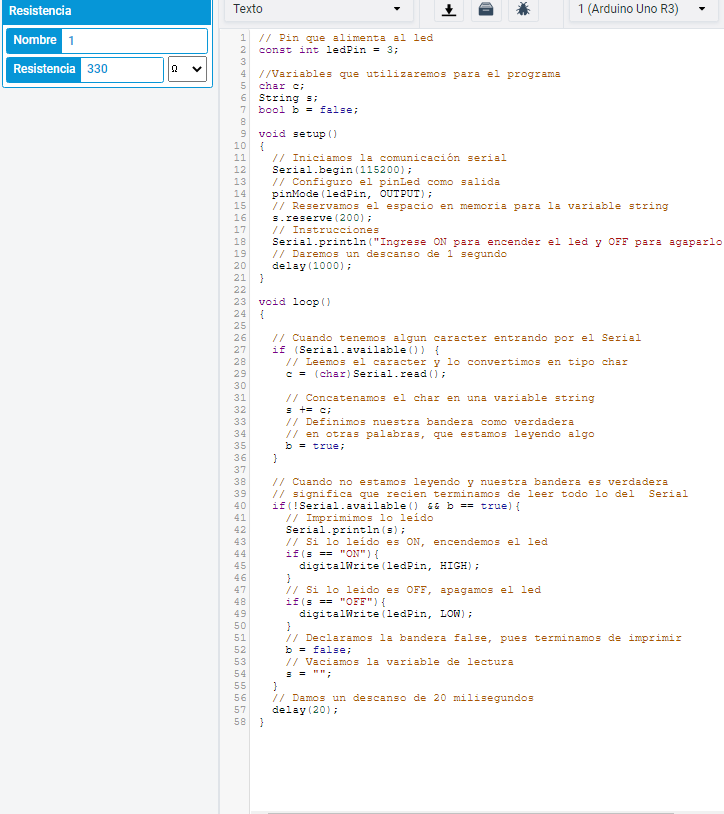 Resistencia
Nombre 1
Resistencia 330 Ω
Texto
1 (Arduino Uno R3)
1 // Pin que alimenta al led
2 const int ledPin = 3;
3
4 //Variables que utilizaremos para el programa
5 char c;
6 String s;
7 bool b = false;
8
9 void setup()
10 {
11   // Iniciamos la comunicación serial
12   Serial.begin(115200);
13   // Configuro el pinLed como salida
14   pinMode(ledPin, OUTPUT);
15   // Reservamos el espacio en memoria para la variable string
16   s.reserve(200);
17   // Instrucciones
18   Serial.println("Ingrese ON para encender el led y OFF para agaparlo
19   // Daremos un descanso de 1 segundo
20   delay(1000);
21 }
22
23 void loop()
24 {
25
26   // Cuando tenemos algun caracter entrando por el Serial
27   if (Serial.available()) {
28     // Leemos el caracter y lo convertimos en tipo char
29     c = (char)Serial.read();
30
31     // Concatenamos el char en una variable string
32     s += c;
33     // Definimos nuestra bandera como verdadera
34     // en otras palabras, que estamos leyendo algo
35     b = true;
36   }
37
38   // Cuando no estamos leyendo y nuestra bandera es verdadera
39   // significa que recien terminamos de leer todo lo del  Serial
40   if(!Serial.available() && b == true){
41     // Imprimimos lo leído
42     Serial.println(s);
43     // Si lo leído es ON, encendemos el led
44     if(s == "ON"){
45       digitalWrite(ledPin, HIGH);
46     }
47     // Si lo leido es OFF, apagamos el led
48     if(s == "OFF"){
49       digitalWrite(ledPin, LOW);
50     }
51     // Declaramos la bandera false, pues terminamos de imprimir
52     b = false;
53     // Vaciamos la variable de lectura
54     s = "";
55   }
56   // Damos un descanso de 20 milisegundos
57   delay(20);
58 }